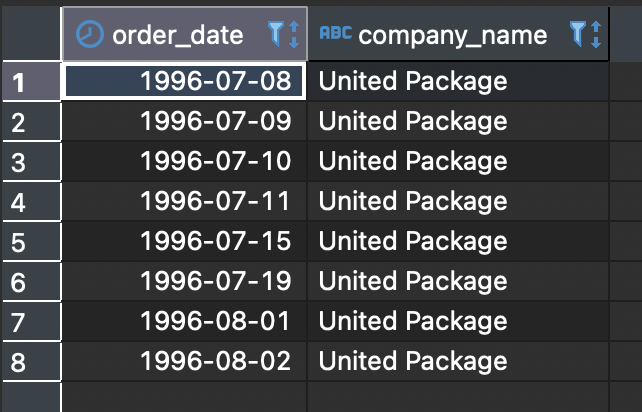 order_date ABC company_name
1 1996-07-08 United Package
2 1996-07-09 United Package
3 1996-07-10 United Package
4 1996-07-11 United Package
5 1996-07-15 United Package
6 1996-07-19 United Package
7 1996-08-01 United Package
8 1996-08-02 United Package